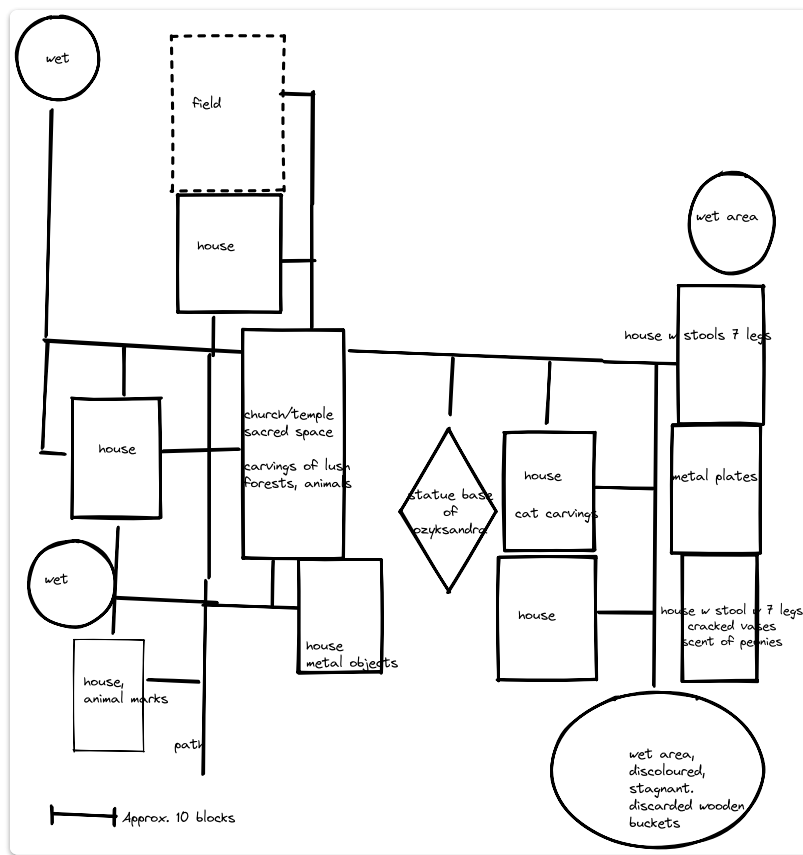 wet
field
wet area
house
house w stools 7 legs
church/temple
sacred space
carvings of lush
forests, animals
house
house
cat carvings
metal plates
statue base
of
ozyksandra
wet
house
metal objects
house
house w stool w 7 legs
cracked vases
scent of pennies
house,
animal marks
path
wet area,
discoloured,
stagnant.
discarded wooden
buckets
Approx. 10 blocks